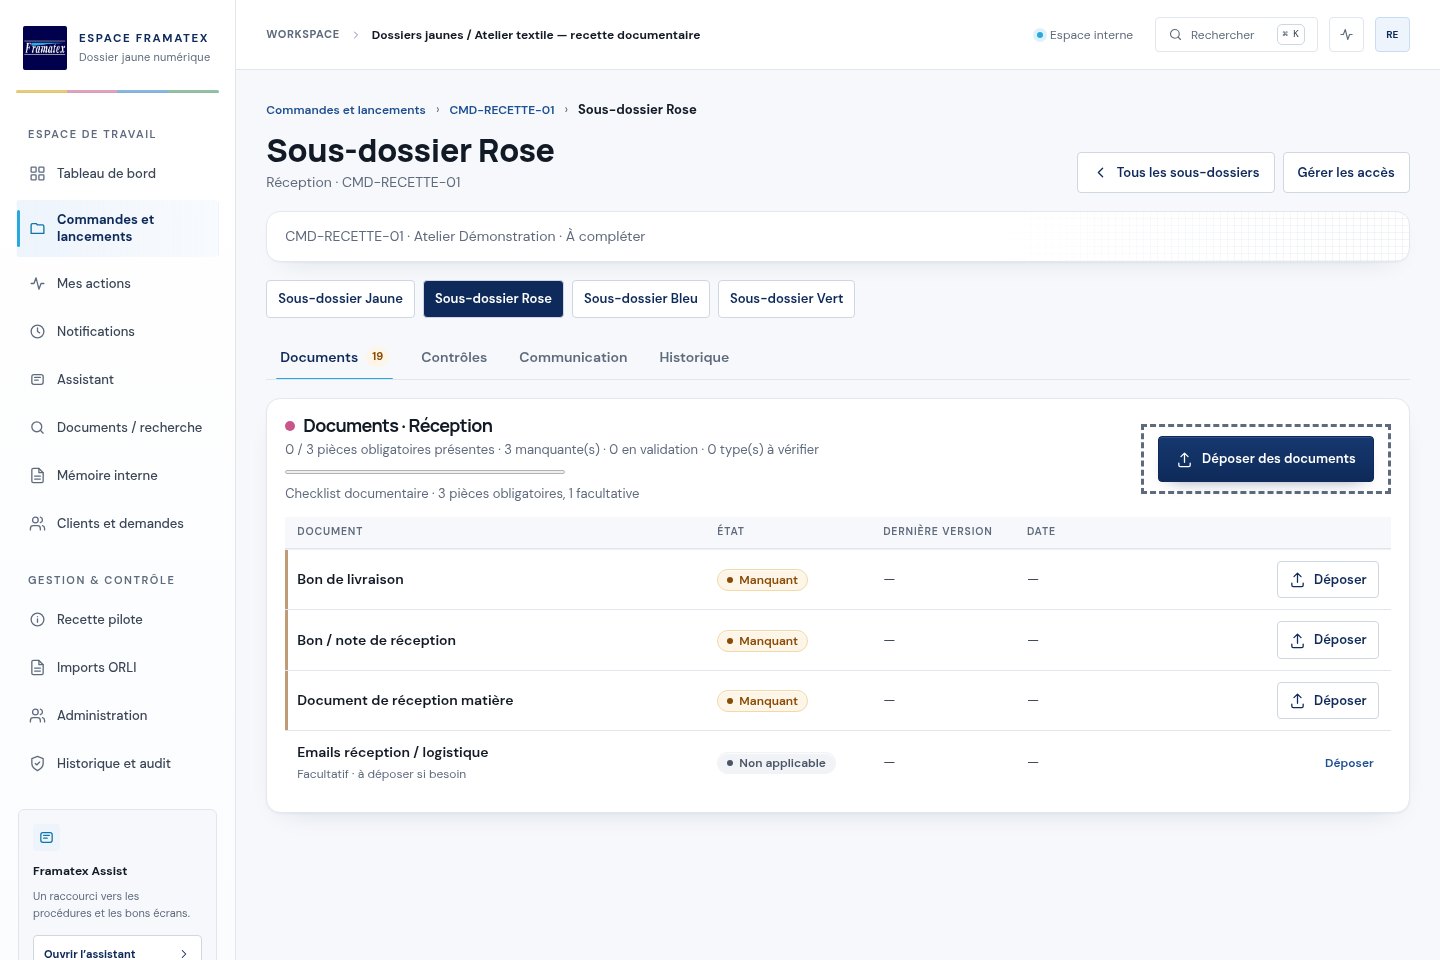 Framatex
ESPACE FRAMATEX
Dossier jaune numérique
WORKSPACE
Dossiers jaunes / Atelier textile — recette documentaire
Espace interne
Rechercher
⌘ K
RE
ESPACE DE TRAVAIL
Tableau de bord
Commandes et
lancements
Mes actions
Notifications
Assistant
Documents / recherche
Mémoire interne
Clients et demandes
GESTION & CONTRÔLE
Recette pilote
Imports ORLI
Administration
Historique et audit
Framatex Assist
Un raccourci vers les
procédures et les bons écrans.
Ouvrir l'assistant
Commandes et lancements › CMD-RECETTE-01 › Sous-dossier Rose
Sous-dossier Rose
Réception · CMD-RECETTE-01
Tous les sous-dossiers
Gérer les accès
CMD-RECETTE-01 · Atelier Démonstration · À compléter
Sous-dossier Jaune
Sous-dossier Rose
Sous-dossier Bleu
Sous-dossier Vert
Documents 19
Contrôles
Communication
Historique
Documents · Réception
0 / 3 pièces obligatoires présentes · 3 manquante(s) · 0 en validation · 0 type(s) à vérifier
Checklist documentaire · 3 pièces obligatoires, 1 facultative
Déposer des documents
DOCUMENT ÉTAT DERNIÈRE VERSION DATE
Bon de livraison Manquant — — Déposer
Bon / note de réception Manquant — — Déposer
Document de réception matière Manquant — — Déposer
Emails réception / logistique Non applicable — — Déposer
Facultatif · à déposer si besoin